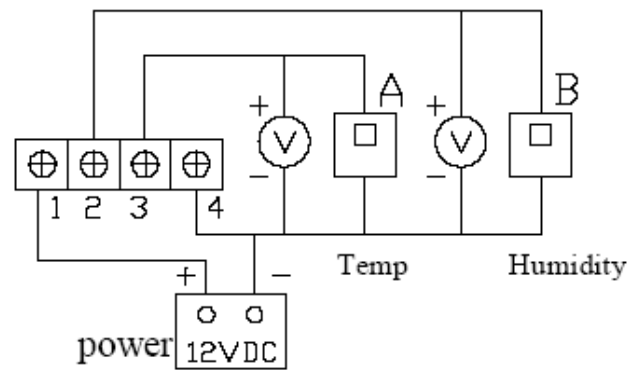 A
B
+ V −
+ V −
1 2 3 4
Temp
Humidity
+ −
power
12VDC